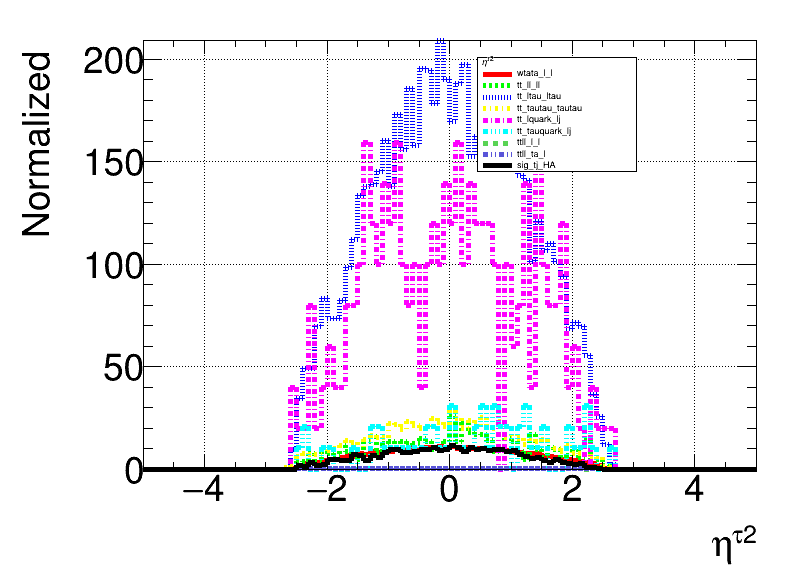 Normalized
200
150
100
50
0
η^τ2
wtata_l_l
tt_ll_ll
tt_ltau_ltau
tt_tautau_tautau
tt_lquark_lj
tt_tauquark_lj
ttll_l_l
ttll_ta_l
sig_tj_HA
−4 −2 0 2 4
η^τ2